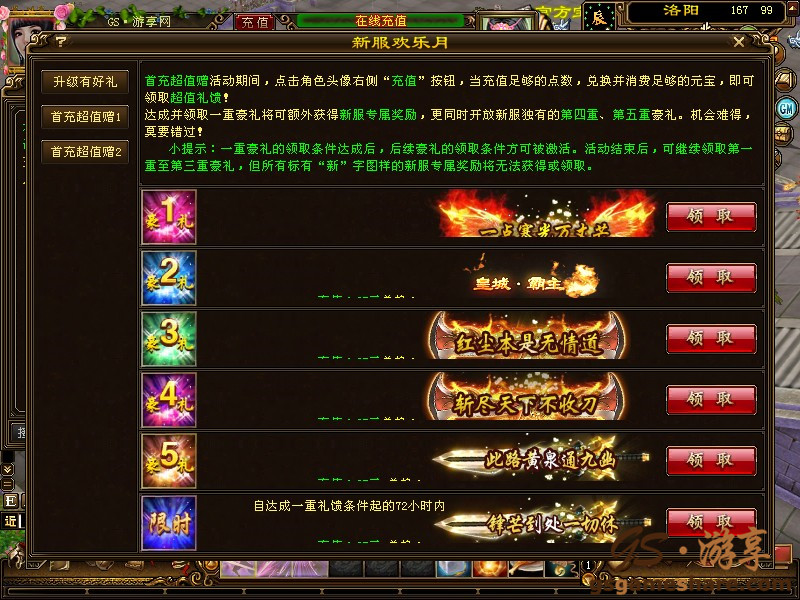 GS·游享网
充值
在线充值
官方
辰
洛阳
167 99
?
新服欢乐月
升级有好礼
首充超值赠1
首充超值赠2
首充超值赠活动期间，点击角色头像右侧“充值”按钮，当充值足够的点数，兑换并消费足够的元宝，即可
领取超值礼馈！
达成并领取一重豪礼将可额外获得新服专属奖励，更同时开放新服独有的第四重、第五重豪礼。机会难得，
莫要错过！
小提示：一重豪礼的领取条件达成后，后续豪礼的领取条件方可被激活。活动结束后，可继续领取第一
重至第三重豪礼，但所有标有“新”字图样的新服专属奖励将无法获得或领取。
豪1礼
一点寒光万丈芒
领 取
豪2礼
皇城·霸主
领 取
豪3礼
红尘本是无情道
领 取
豪4礼
斩尽天下不收刀
领 取
豪5礼
此路黄泉通九幽
领 取
限时
自达成一重礼馈条件起的72小时内
锋芒到处一切休
领 取
GM
E
近
1
GS·游享